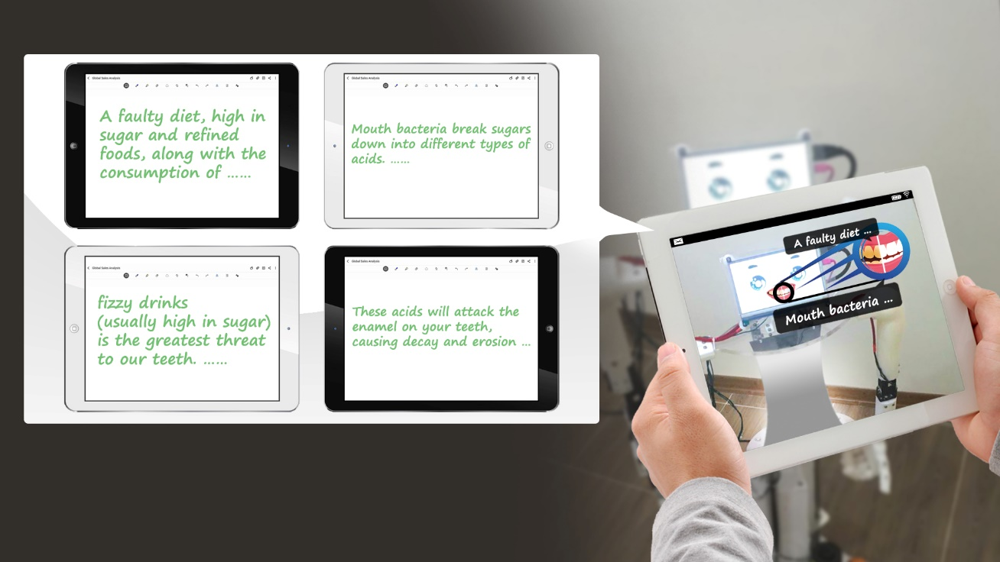 Global Sales Analysis
A faulty diet, high in
sugar and refined
foods, along with the
consumption of ......
Global Sales Analysis
Mouth bacteria break sugars
down into different types of
acids. ......
Global Sales Analysis
fizzy drinks
(usually high in sugar)
is the greatest threat
to our teeth. ......
Global Sales Analysis
These acids will attack the
enamel on your teeth,
causing decay and erosion ...
A faulty diet ...
Mouth bacteria ...